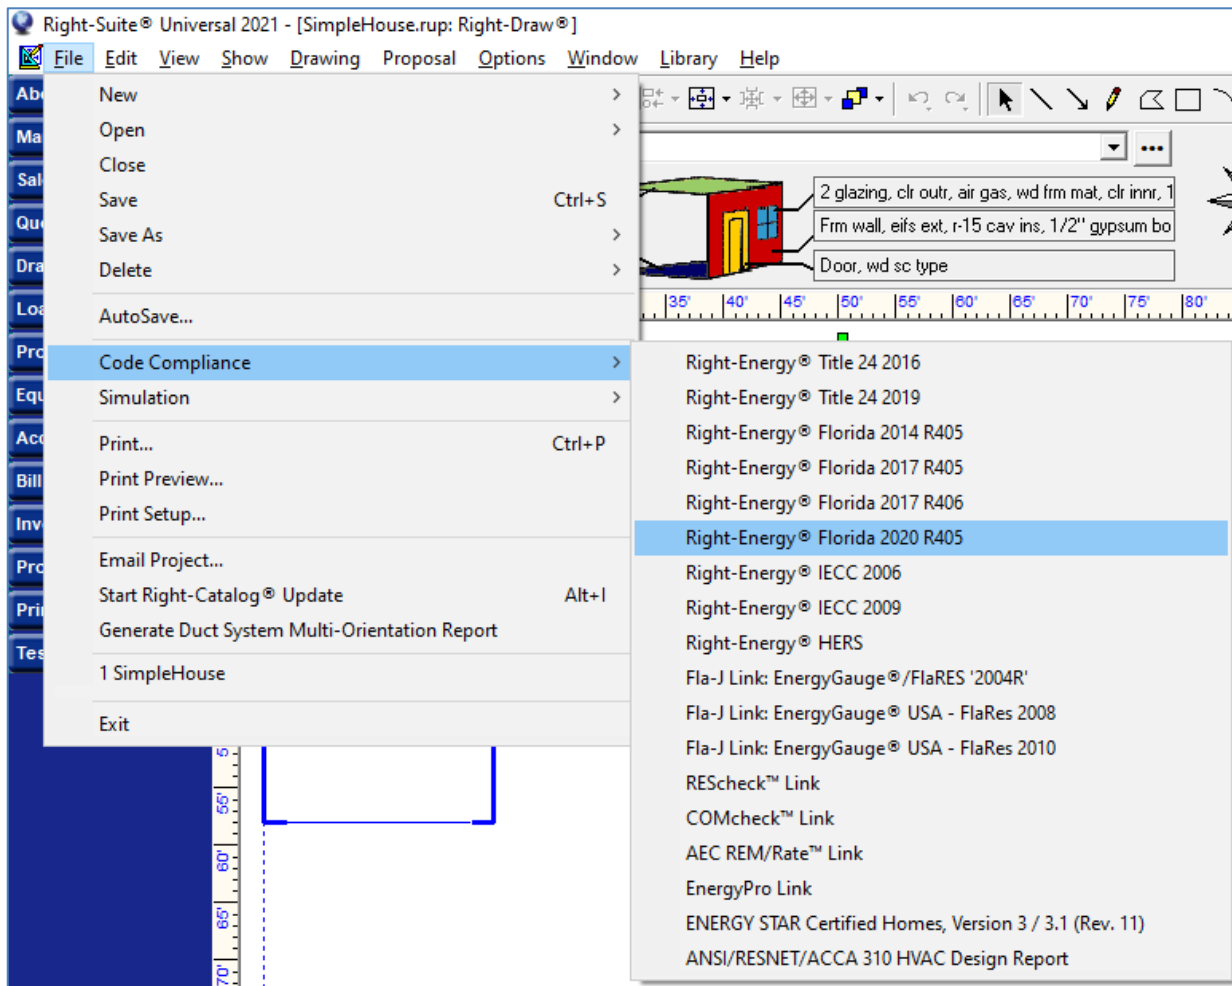 Right-Suite® Universal 2021 - [SimpleHouse.rup: Right-Draw®]
File Edit View Show Drawing Proposal Options Window Library Help
New
Open
Close
Save Ctrl+S
Save As
Delete
AutoSave...
Code Compliance
Simulation
Print... Ctrl+P
Print Preview...
Print Setup...
Email Project...
Start Right-Catalog® Update Alt+I
Generate Duct System Multi-Orientation Report
1 SimpleHouse
Exit
2 glazing, clr outr, air gas, wd frm mat, clr innr, 1
Frm wall, eifs ext, r-15 cav ins, 1/2" gypsum bo
Door, wd sc type
35' 40' 45' 50' 55' 60' 65' 70' 75' 80'
Right-Energy® Title 24 2016
Right-Energy® Title 24 2019
Right-Energy® Florida 2014 R405
Right-Energy® Florida 2017 R405
Right-Energy® Florida 2017 R406
Right-Energy® Florida 2020 R405
Right-Energy® IECC 2006
Right-Energy® IECC 2009
Right-Energy® HERS
Fla-J Link: EnergyGauge®/FlaRES '2004R'
Fla-J Link: EnergyGauge® USA - FlaRes 2008
Fla-J Link: EnergyGauge® USA - FlaRes 2010
REScheck™ Link
COMcheck™ Link
AEC REM/Rate™ Link
EnergyPro Link
ENERGY STAR Certified Homes, Version 3 / 3.1 (Rev. 11)
ANSI/RESNET/ACCA 310 HVAC Design Report
55'
60'
65'
70'